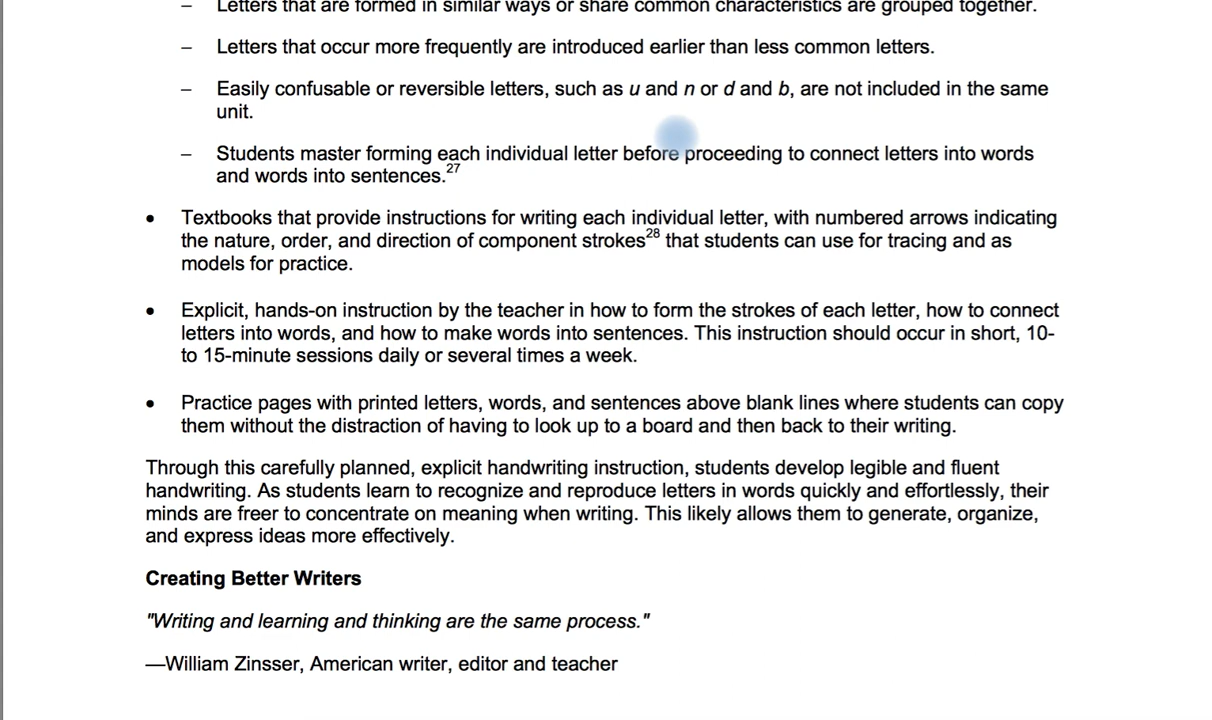 – Letters that are formed in similar ways or share common characteristics are grouped together.
– Letters that occur more frequently are introduced earlier than less common letters.
– Easily confusable or reversible letters, such as u and n or d and b, are not included in the same
unit.
– Students master forming each individual letter before proceeding to connect letters into words
and words into sentences.27
• Textbooks that provide instructions for writing each individual letter, with numbered arrows indicating
the nature, order, and direction of component strokes28 that students can use for tracing and as
models for practice.
• Explicit, hands-on instruction by the teacher in how to form the strokes of each letter, how to connect
letters into words, and how to make words into sentences. This instruction should occur in short, 10-
to 15-minute sessions daily or several times a week.
• Practice pages with printed letters, words, and sentences above blank lines where students can copy
them without the distraction of having to look up to a board and then back to their writing.
Through this carefully planned, explicit handwriting instruction, students develop legible and fluent
handwriting. As students learn to recognize and reproduce letters in words quickly and effortlessly, their
minds are freer to concentrate on meaning when writing. This likely allows them to generate, organize,
and express ideas more effectively.
Creating Better Writers
"Writing and learning and thinking are the same process."
—William Zinsser, American writer, editor and teacher